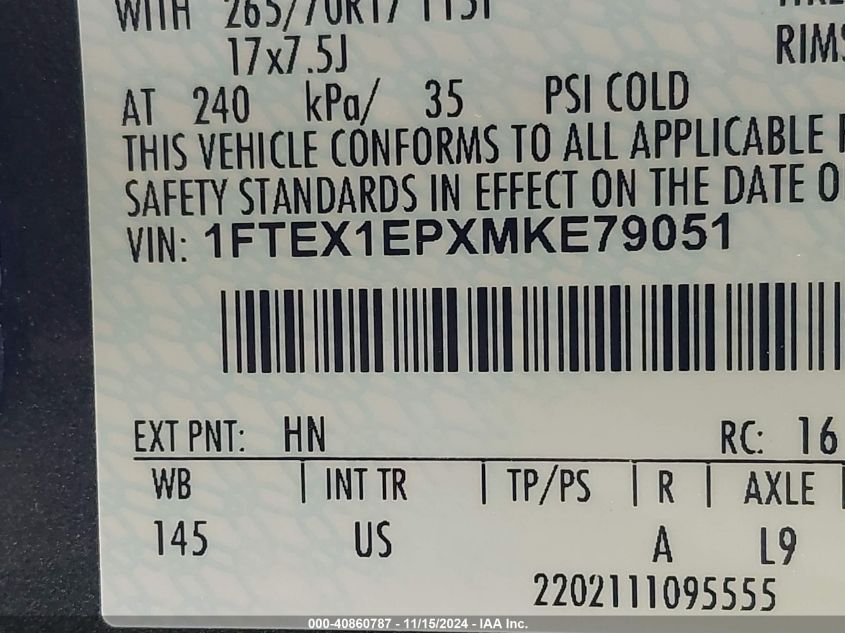 WITH 265/70R17 115T
17x7.5J
RIMS
AT 240 kPa/ 35 PSI COLD
THIS VEHICLE CONFORMS TO ALL APPLICABLE
SAFETY STANDARDS IN EFFECT ON THE DATE O
VIN: 1FTEX1EPXMKE79051
EXT PNT: HN RC: 16
WB INT TR TP/PS R AXLE
145 US A L9
2202111095555
000-40860787 - 11/15/2024 - IAA Inc.